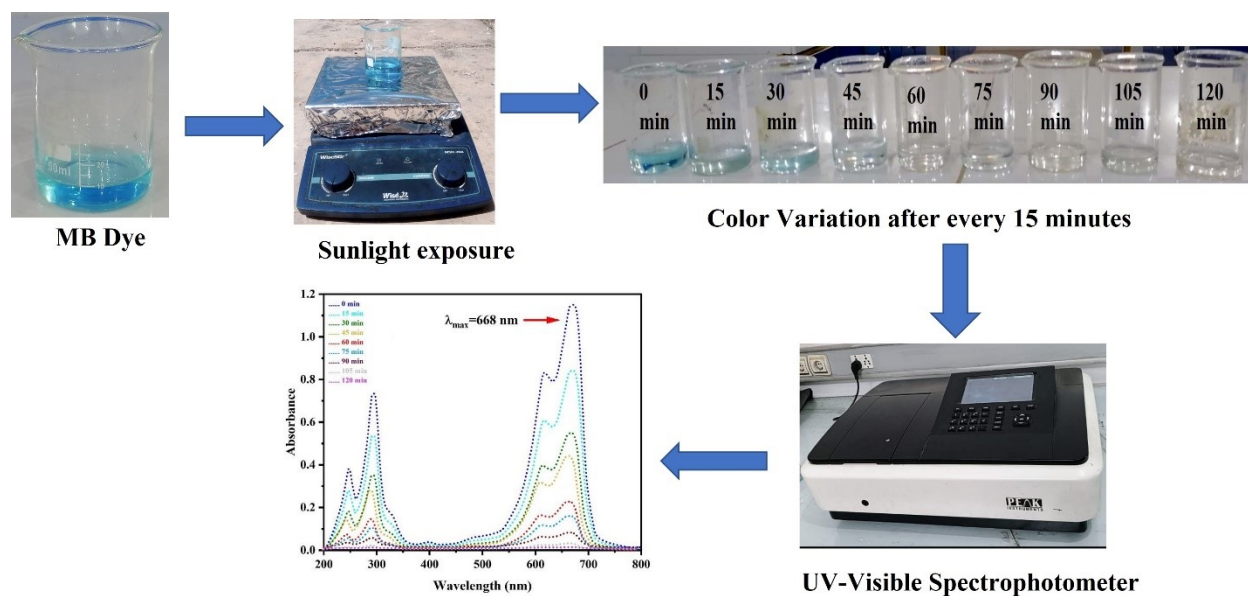 0
min
15
min
30
min
45
min
60
min
75
min
90
min
105
min
120
min
MB Dye
Sunlight exposure
Color Variation after every 15 minutes
λmax=668 nm
0 min
15 min
30 min
45 min
60 min
75 min
90 min
105 min
120 min
1.2
1.0
0.8
0.6
0.4
0.2
0.0
Absorbance
200 300 400 500 600 700 800
Wavelength (nm)
PEAK
INSTRUMENTS
UV-Visible Spectrophotometer